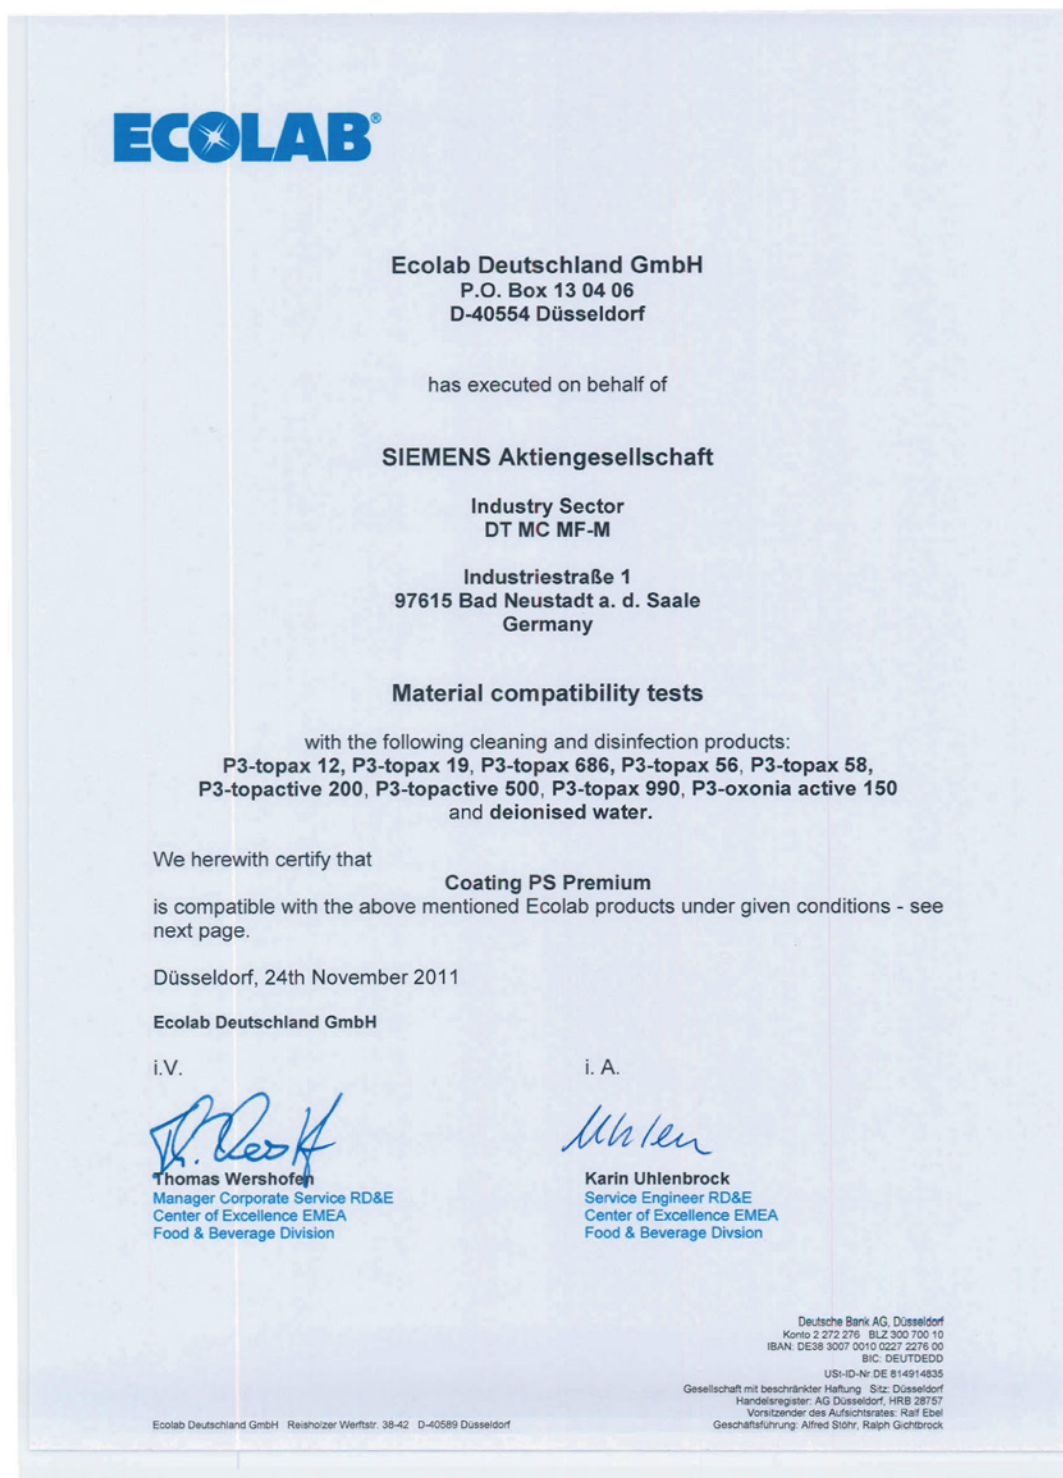 ECOLAB®
Ecolab Deutschland GmbH
P.O. Box 13 04 06
D-40554 Düsseldorf
has executed on behalf of
SIEMENS Aktiengesellschaft
Industry Sector
DT MC MF-M
Industriestraße 1
97615 Bad Neustadt a. d. Saale
Germany
Material compatibility tests
with the following cleaning and disinfection products:
P3-topax 12, P3-topax 19, P3-topax 686, P3-topax 56, P3-topax 58,
P3-topactive 200, P3-topactive 500, P3-topax 990, P3-oxonia active 150
and deionised water.
We herewith certify that
Coating PS Premium
is compatible with the above mentioned Ecolab products under given conditions - see
next page.
Düsseldorf, 24th November 2011
Ecolab Deutschland GmbH
i.V.
i. A.
Uhlen
Thomas Wershofen
Manager Corporate Service RD&E
Center of Excellence EMEA
Food & Beverage Division
Karin Uhlenbrock
Service Engineer RD&E
Center of Excellence EMEA
Food & Beverage Divsion
Deutsche Bank AG, Düsseldorf
Konto 2 272 276 BLZ 300 700 10
IBAN: DE38 3007 0010 0227 2276 00
BIC: DEUTDEDD
USt-ID-Nr.DE 814914835
Gesellschaft mit beschränkter Haftung Sitz: Düsseldorf
Handelsregister: AG Düsseldorf, HRB 28757
Vorsitzender des Aufsichtsrates: Ralf Ebel
Geschäftsführung: Alfred Stöhr, Ralph Gichtbrock
Ecolab Deutschland GmbH Reisholzer Werftstr. 38-42 D-40589 Düsseldorf